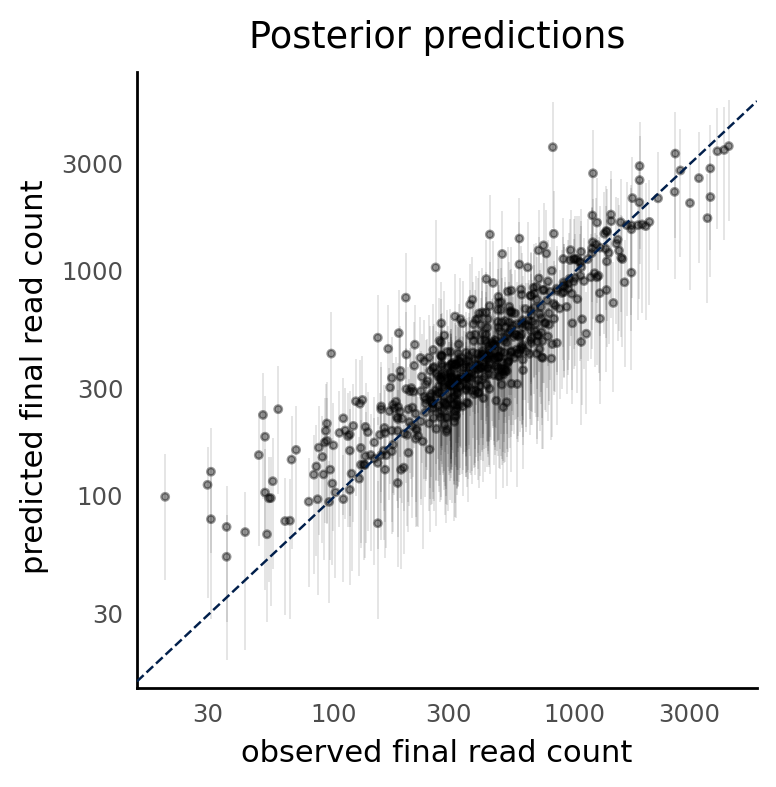 Posterior predictions
predicted final read count
3000
1000
300
100
30
30 100 300 1000 3000
observed final read count